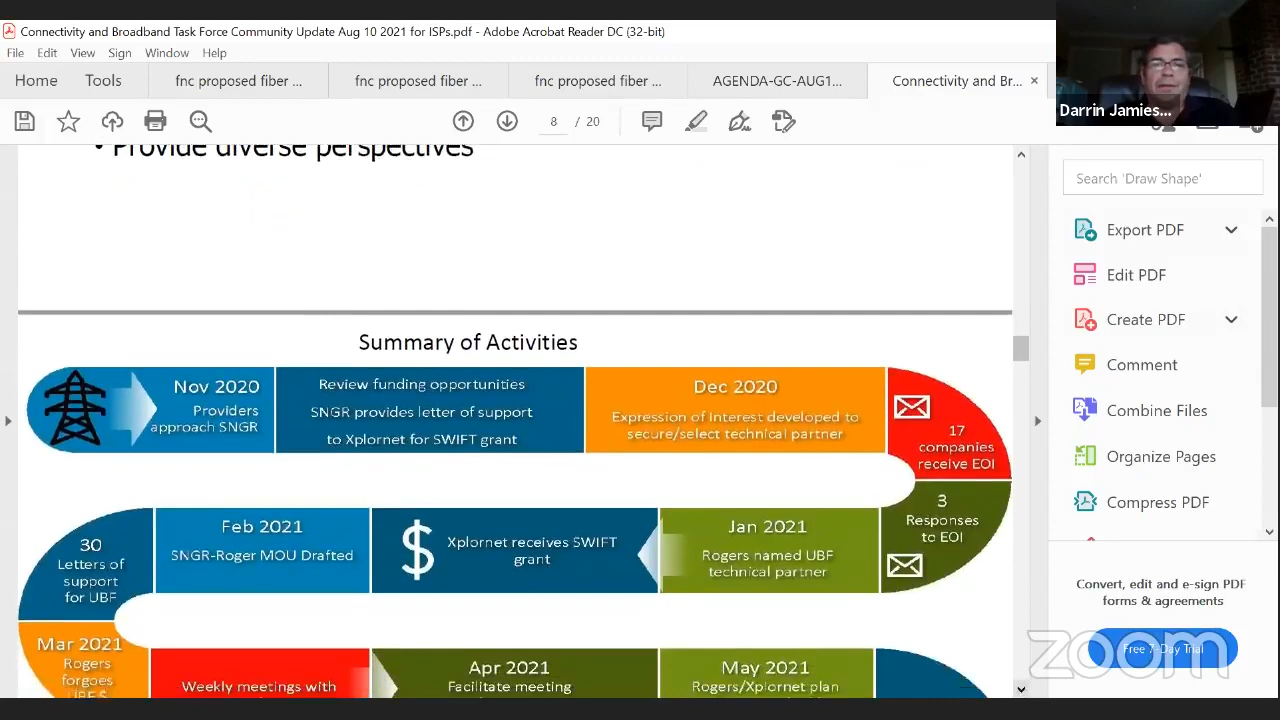 Connectivity and Broadband Task Force Community Update Aug 10 2021 for ISPs.pdf - Adobe Acrobat Reader DC (32-bit)
File Edit View Sign Window Help
Home Tools fnc proposed fiber ... fnc proposed fiber ... fnc proposed fiber ... AGENDA-GC-AUG1... Connectivity and Br... ×
Darrin Jamies...
8 / 20
• Provide diverse perspectives
Search 'Draw Shape'
Export PDF
Edit PDF
Create PDF
Comment
Combine Files
Organize Pages
Compress PDF
Convert, edit and e-sign PDF
forms & agreements
Free 7-Day Trial
zoom
Summary of Activities
Nov 2020
Providers
approach SNGR
Review funding opportunities
SNGR provides letter of support
to Xplornet for SWIFT grant
Dec 2020
Expression of Interest developed to
secure/select technical partner
17
companies
receive EOI
3
Responses
to EOI
Jan 2021
Rogers named UBF
technical partner
Xplornet receives SWIFT
grant
$
Feb 2021
SNGR-Roger MOU Drafted
30
Letters of
support
for UBF
Mar 2021
Rogers
forgoes
UBF $
Weekly meetings with
Apr 2021
Facilitate meeting
May 2021
Rogers/Xplornet plan